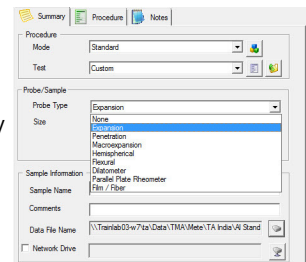 Summary Procedure Notes
Procedure
Mode Standard
Test Custom
Probe/Sample
Probe Type Expansion
Size None
Expansion
Penetration
Macroexpansion
Hemispherical
Flexural
Dilatometer
Parallel Plate Rheometer
Film / Fiber
Sample Information
Sample Name
Comments
Data File Name \\Trainlab03-w7\ta\Data\TMA\Mete\TA India\Al Stand
Network Drive